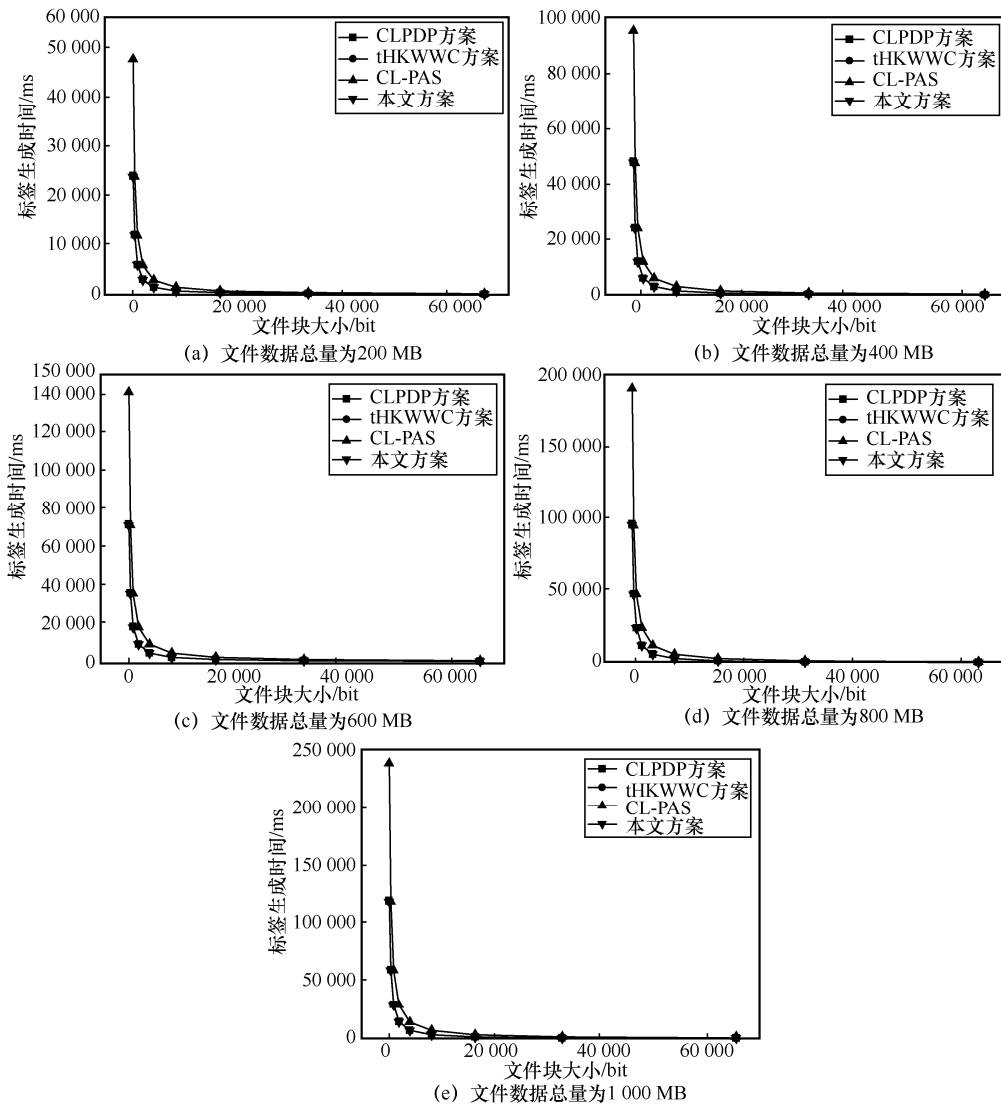 60 000
50 000
40 000
30 000
20 000
10 000
0
标签生成时间/ms
CLPDP方案
tHKWWC方案
CL-PAS
本文方案
0 20 000 40 000 60 000
文件块大小/bit
(a) 文件数据总量为200 MB
100 000
80 000
60 000
40 000
20 000
0
标签生成时间/ms
CLPDP方案
tHKWWC方案
CL-PAS
本文方案
0 20 000 40 000 60 000
文件块大小/bit
(b) 文件数据总量为400 MB
150 000
140 000
120 000
100 000
80 000
60 000
40 000
20 000
0
标签生成时间/ms
CLPDP方案
tHKWWC方案
CL-PAS
本文方案
0 20 000 40 000 60 000
文件块大小/bit
(c) 文件数据总量为600 MB
200 000
150 000
100 000
50 000
0
标签生成时间/ms
CLPDP方案
tHKWWC方案
CL-PAS
本文方案
0 20 000 40 000 60 000
文件块大小/bit
(d) 文件数据总量为800 MB
250 000
200 000
150 000
100 000
50 000
0
标签生成时间/ms
CLPDP方案
tHKWWC方案
CL-PAS
本文方案
0 20 000 40 000 60 000
文件块大小/bit
(e) 文件数据总量为1 000 MB